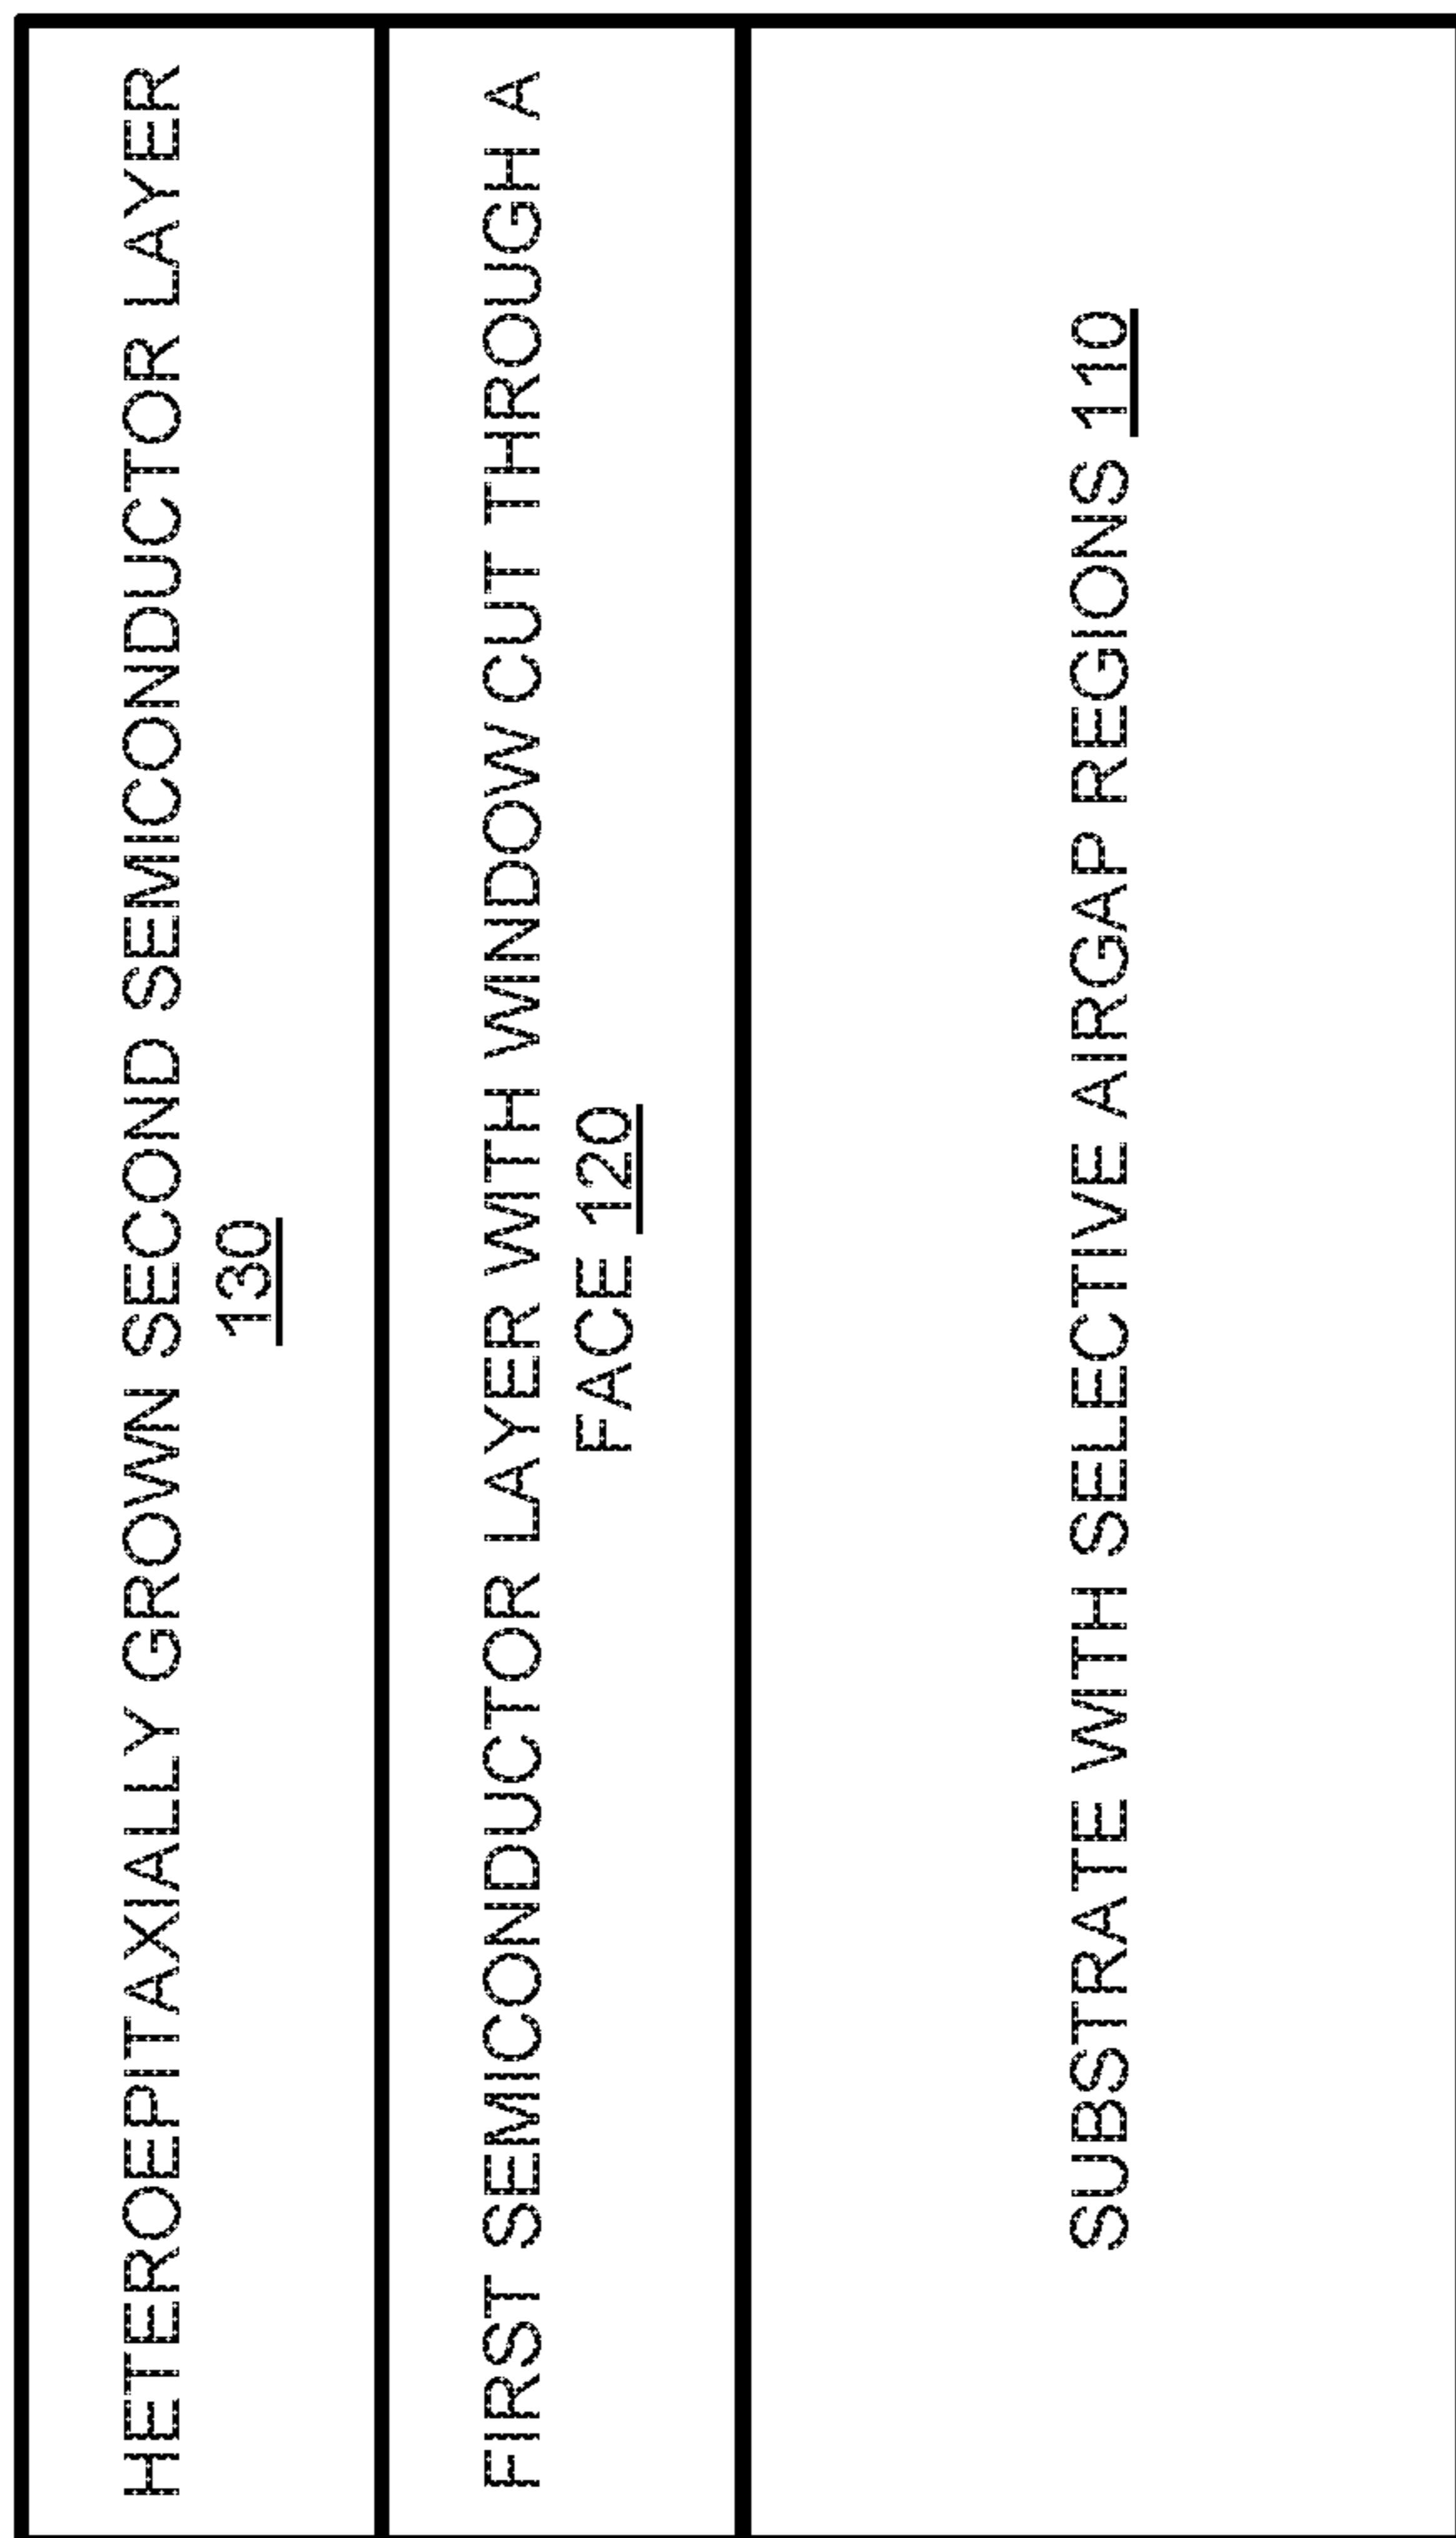 HETEROEPITAXIALLY GROWN SECOND SEMICONDUCTOR LAYER
130
FIRST SEMICONDUCTOR LAYER WITH WINDOW CUT THROUGH A
FACE 120
SUBSTRATE WITH SELECTIVE AIRGAP REGIONS 110